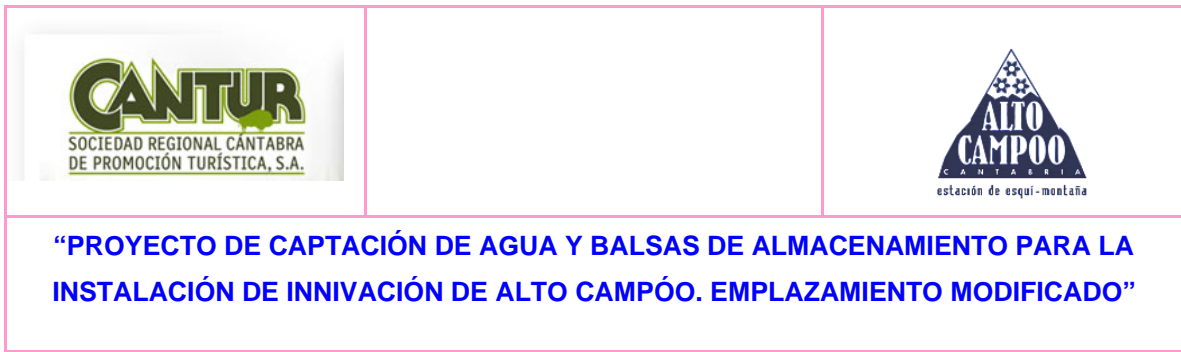 CANTUR
SOCIEDAD REGIONAL CÁNTABRA
DE PROMOCIÓN TURÍSTICA, S.A.
ALTO
CAMPOO
CANTABRIA
estación de esquí-montaña
“PROYECTO DE CAPTACIÓN DE AGUA Y BALSAS DE ALMACENAMIENTO PARA LA
INSTALACIÓN DE INNIVACIÓN DE ALTO CAMPÓO. EMPLAZAMIENTO MODIFICADO”